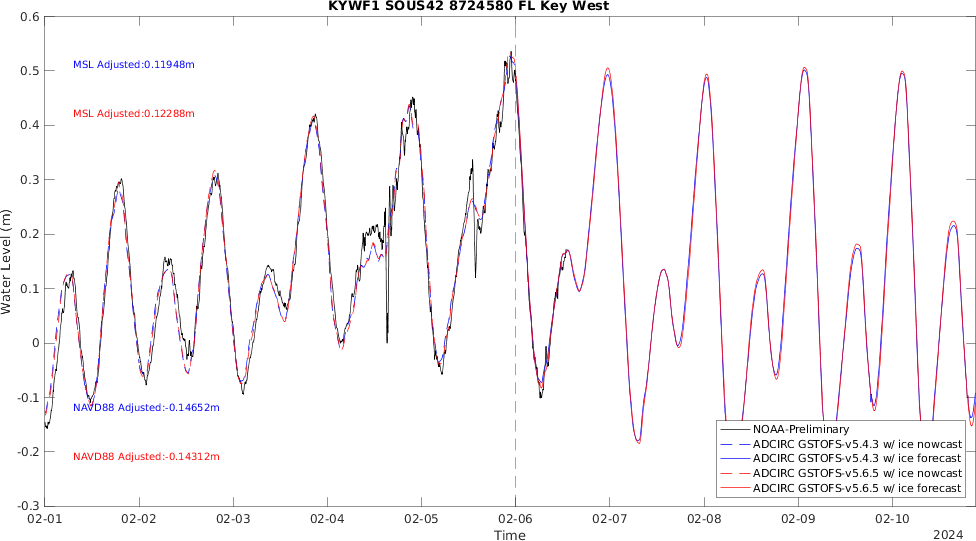 KYWF1 SOUS42 8724580 FL Key West
0.6
MSL Adjusted:0.11948m
0.5
MSL Adjusted:0.12288m
0.4
0.3
0.2
Water Level (m)
0.1
0
-0.1
NAVD88 Adjusted:-0.14652m
NOAA-Preliminary
ADCIRC GSTOFS-v5.4.3 w/ ice nowcast
-0.2
NAVD88 Adjusted:-0.14312m
ADCIRC GSTOFS-v5.4.3 w/ ice forecast
ADCIRC GSTOFS-v5.6.5 w/ ice nowcast
ADCIRC GSTOFS-v5.6.5 w/ ice forecast
-0.3
02-01 02-02 02-03 02-04 02-05 02-06 02-07 02-08 02-09 02-10
Time
2024